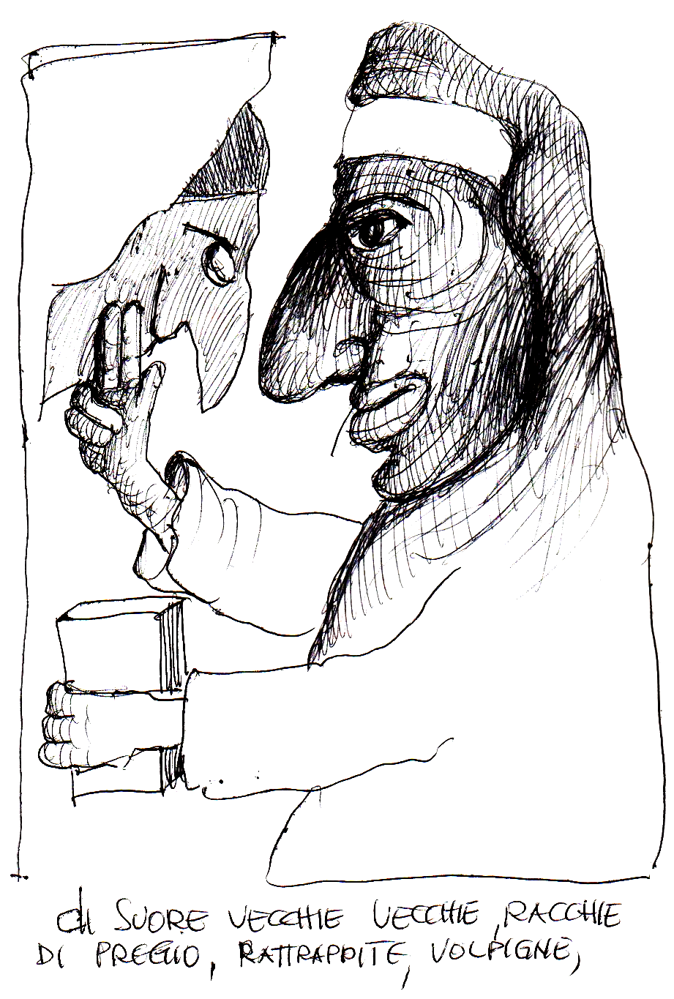 di SUORE VECCHIE VECCHIE, RACCHIE
DI PREGIO, RATTRAPPITE, VOLPIGNE,